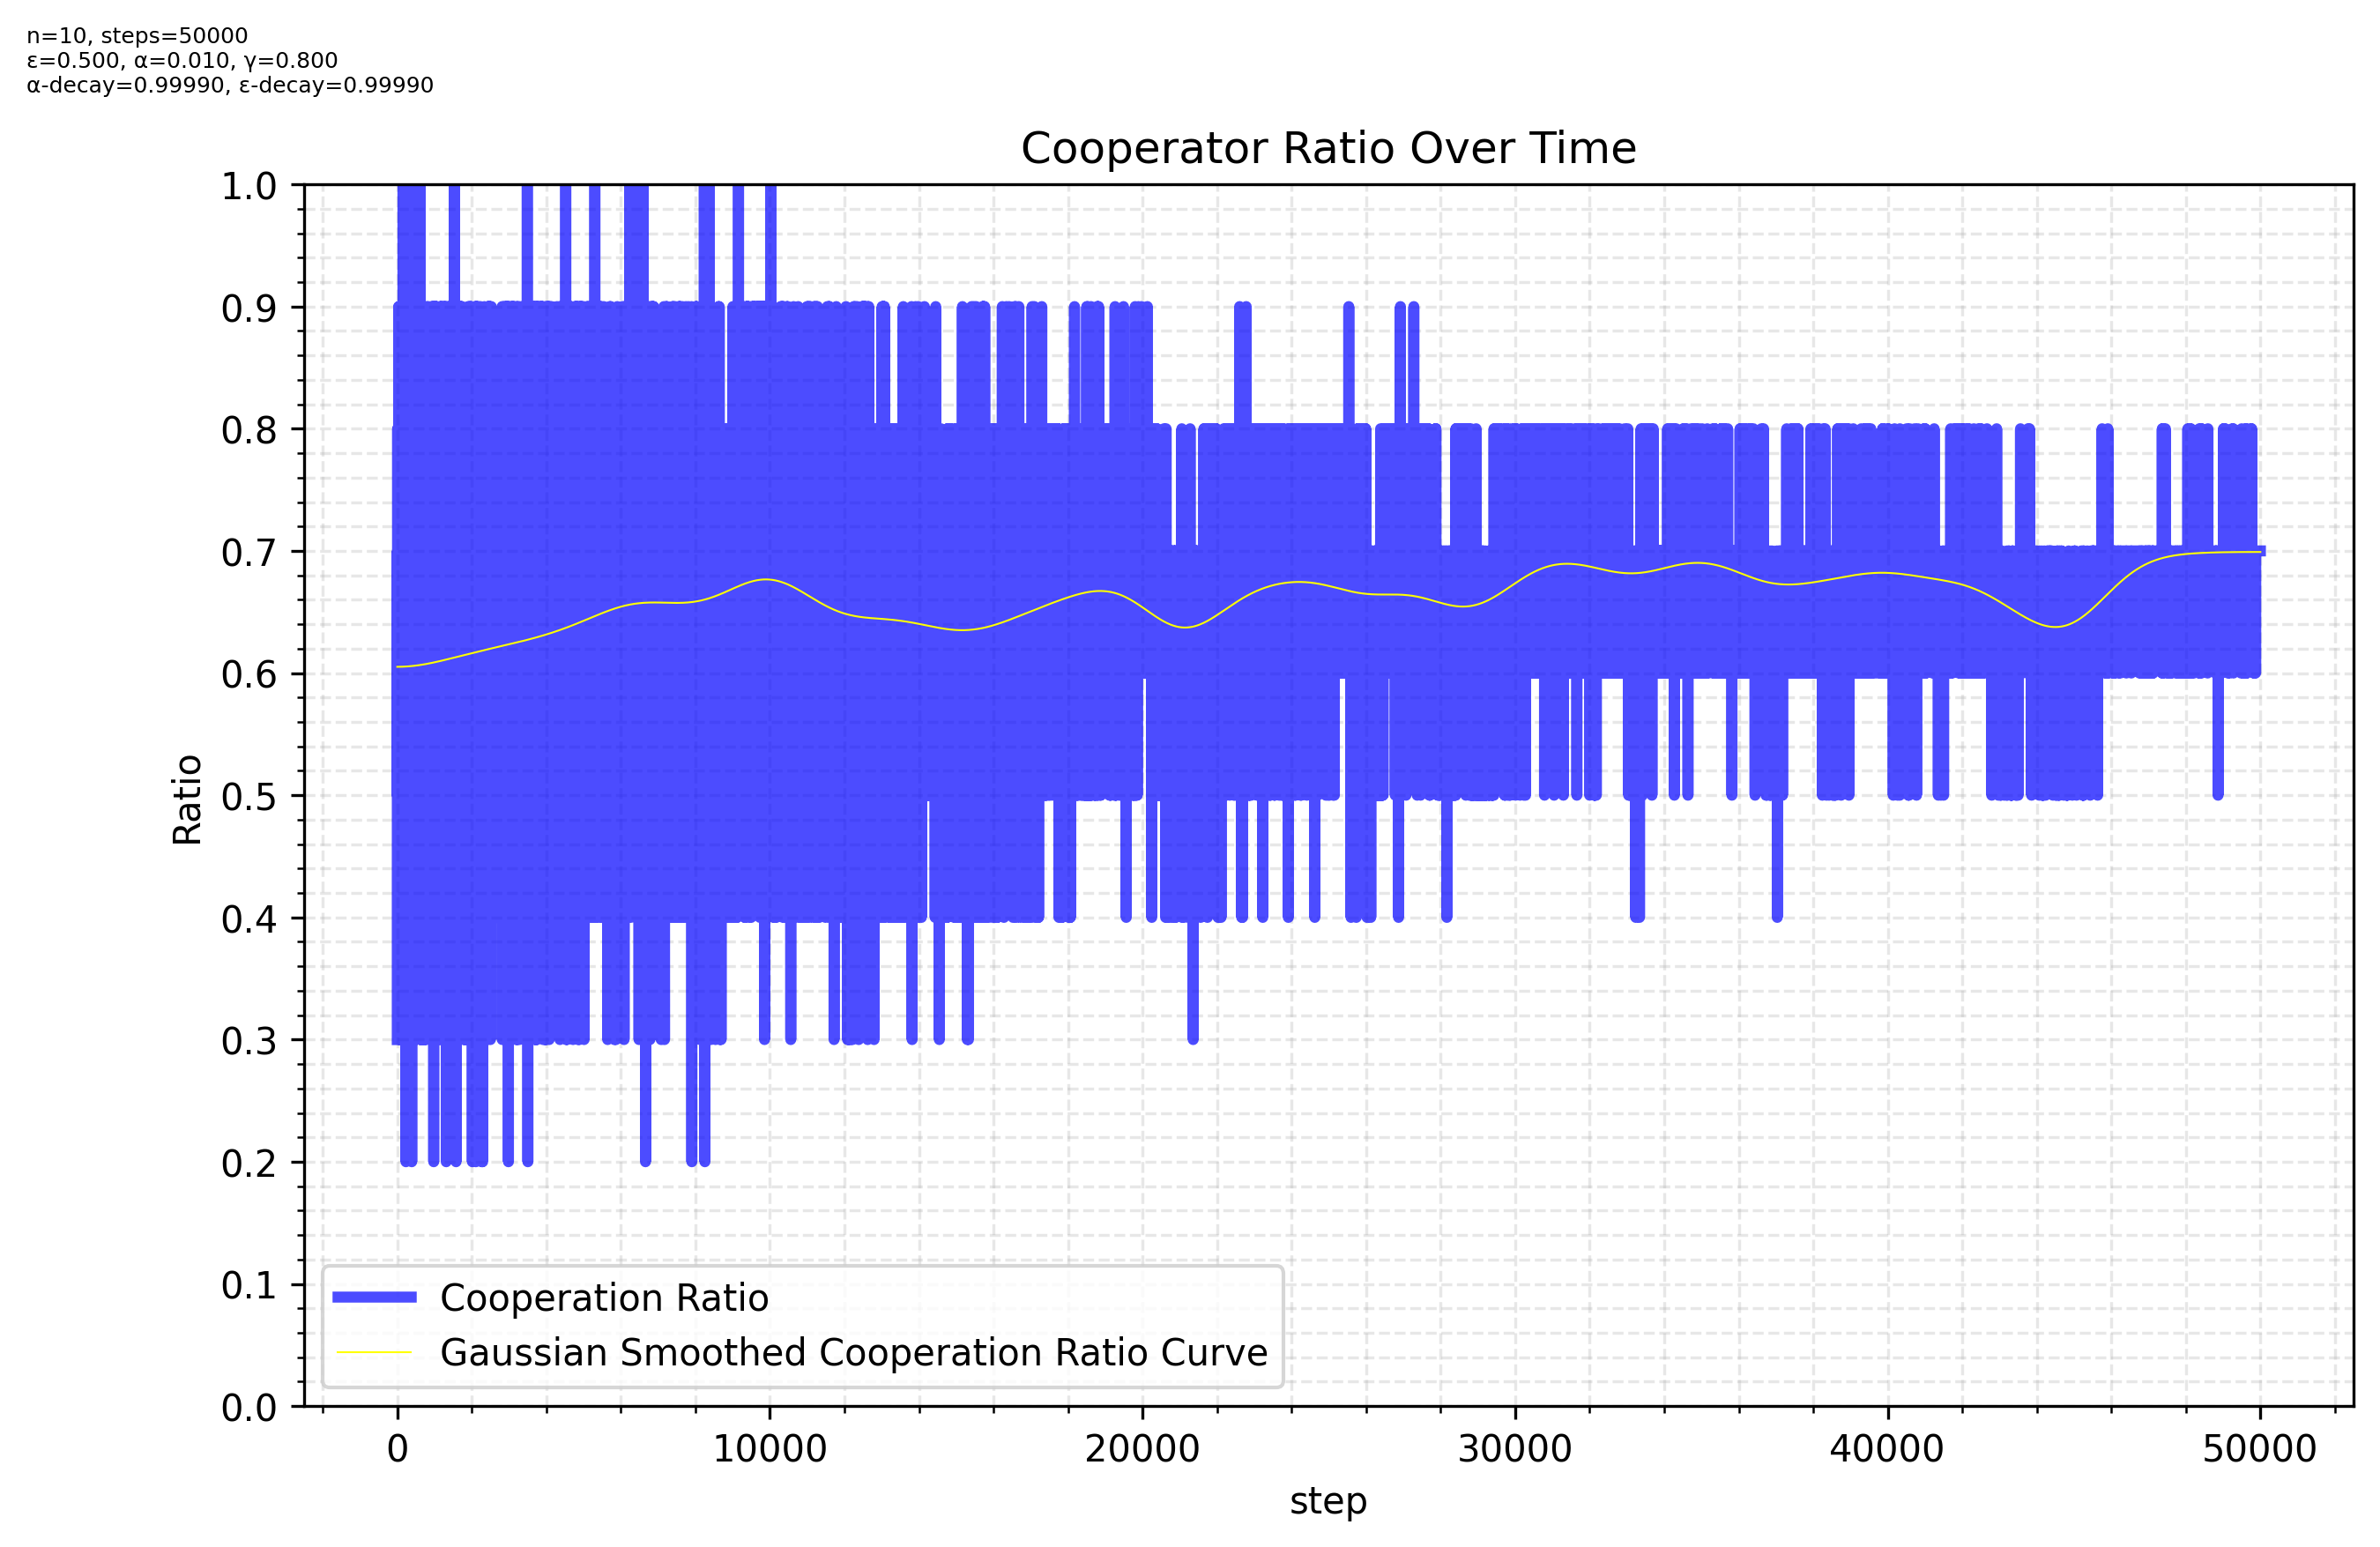 n=10, steps=50000
ε=0.500, α=0.010, γ=0.800
α-decay=0.99990, ε-decay=0.99990
Cooperator Ratio Over Time
1.0
0.9
0.8
0.7
0.6
0.5
0.4
0.3
0.2
0.1
0.0
Ratio
Cooperation Ratio
Gaussian Smoothed Cooperation Ratio Curve
0 10000 20000 30000 40000 50000
step